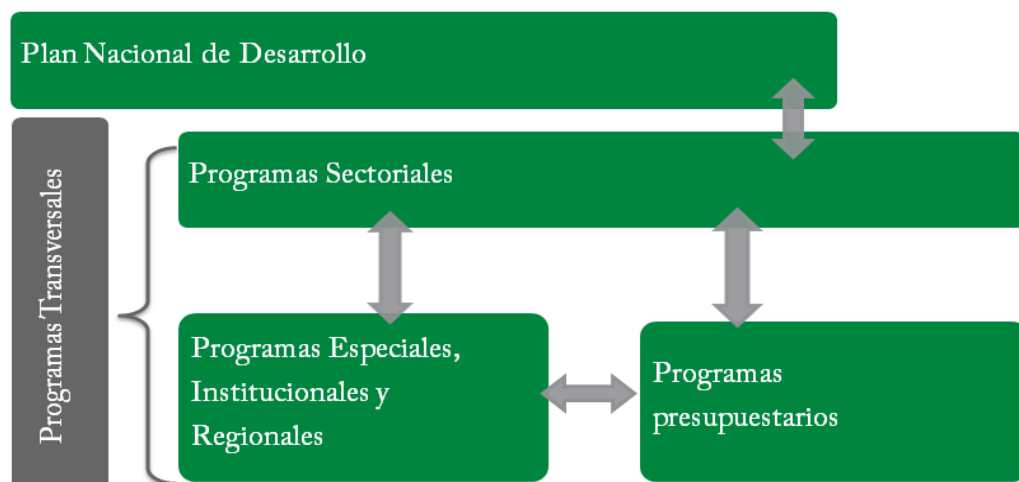 Plan Nacional de Desarrollo
Programas Transversales
Programas Sectoriales
Programas Especiales,
Institucionales y
Regionales
Programas
presupuestarios